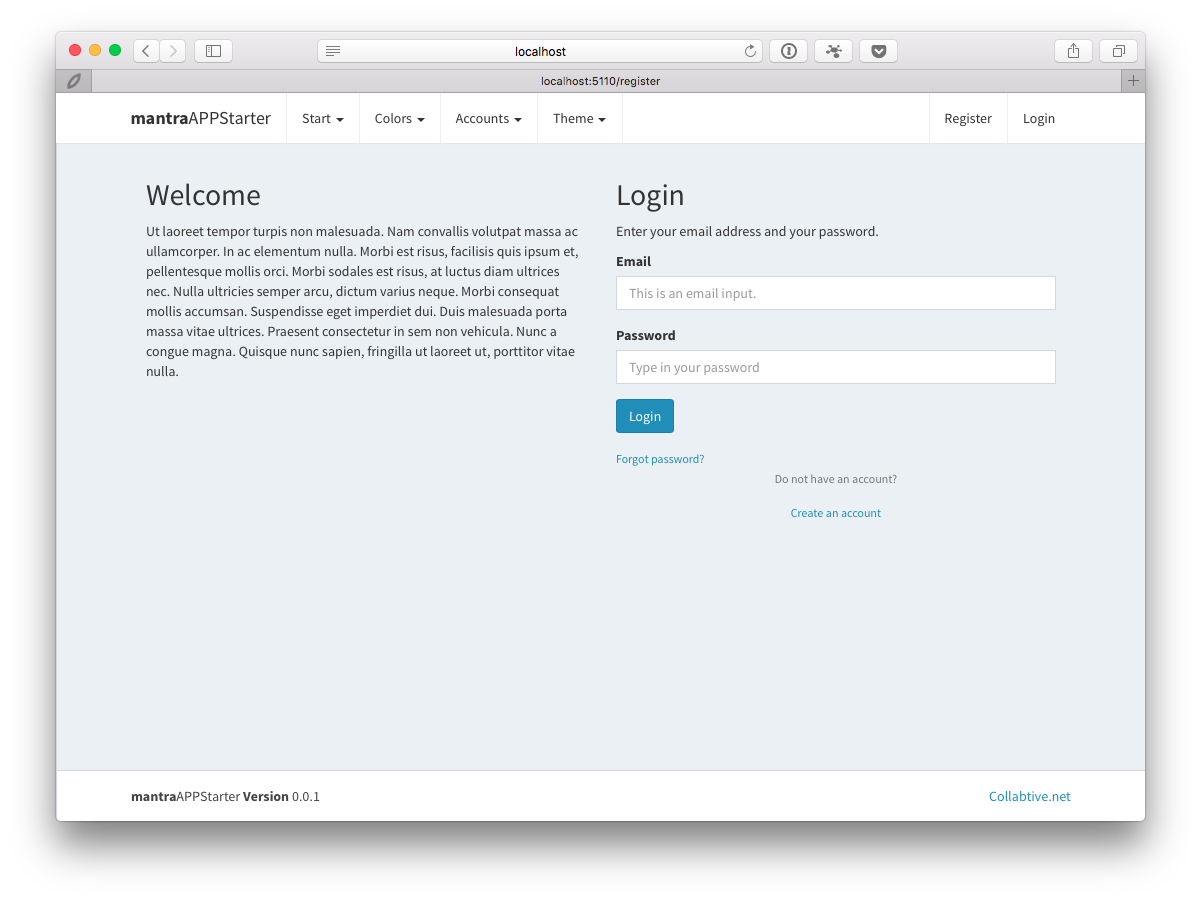 localhost
localhost:5110/register
mantraAPPStarter Start Colors Accounts Theme Register Login
Welcome
Ut laoreet tempor turpis non malesuada. Nam convallis volutpat massa ac
ullamcorper. In ac elementum nulla. Morbi est risus, facilisis quis ipsum et,
pellentesque mollis orci. Morbi sodales est risus, at luctus diam ultrices
nec. Nulla ultricies semper arcu, dictum varius neque. Morbi consequat
mollis accumsan. Suspendisse eget imperdiet dui. Duis malesuada porta
massa vitae ultrices. Praesent consectetur in sem non vehicula. Nunc a
congue magna. Quisque nunc sapien, fringilla ut laoreet ut, porttitor vitae
nulla.
Login
Enter your email address and your password.
Email
This is an email input.
Password
Type in your password
Login
Forgot password?
Do not have an account?
Create an account
mantraAPPStarter Version 0.0.1
Collabtive.net